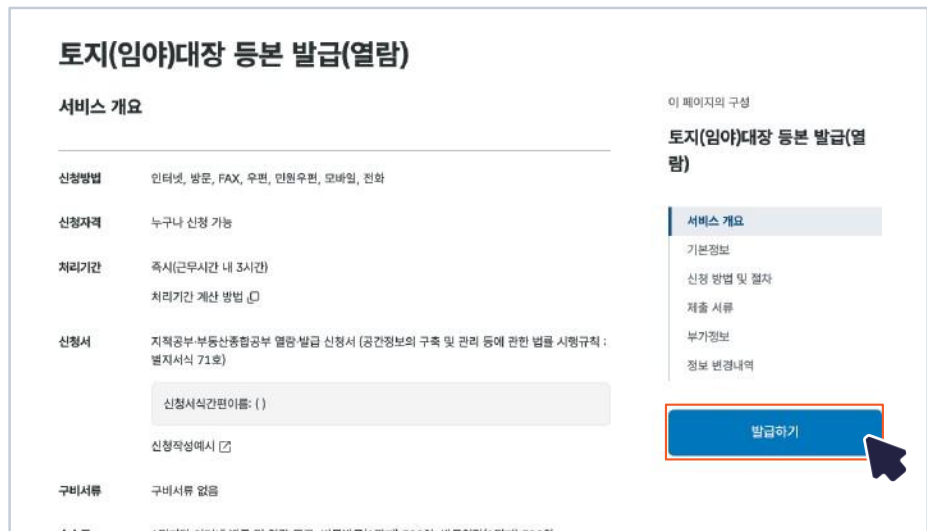 토지(임야)대장 등본 발급(열람)
서비스 개요
신청방법 인터넷, 방문, FAX, 우편, 민원우편, 모바일, 전화
신청자격 누구나 신청 가능
처리기간 즉시(근무시간 내 3시간)
처리기간 계산 방법
신청서 지적공부·부동산종합공부 열람·발급 신청서 (공간정보의 구축 및 관리 등에 관한 법률 시행규칙 :
별지서식 71호)
신청서식간편이름: ( )
신청작성예시
구비서류 구비서류 없음
이 페이지의 구성
토지(임야)대장 등본 발급(열
람)
서비스 개요
기본정보
신청 방법 및 절차
제출 서류
부가정보
정보 변경내역
발급하기